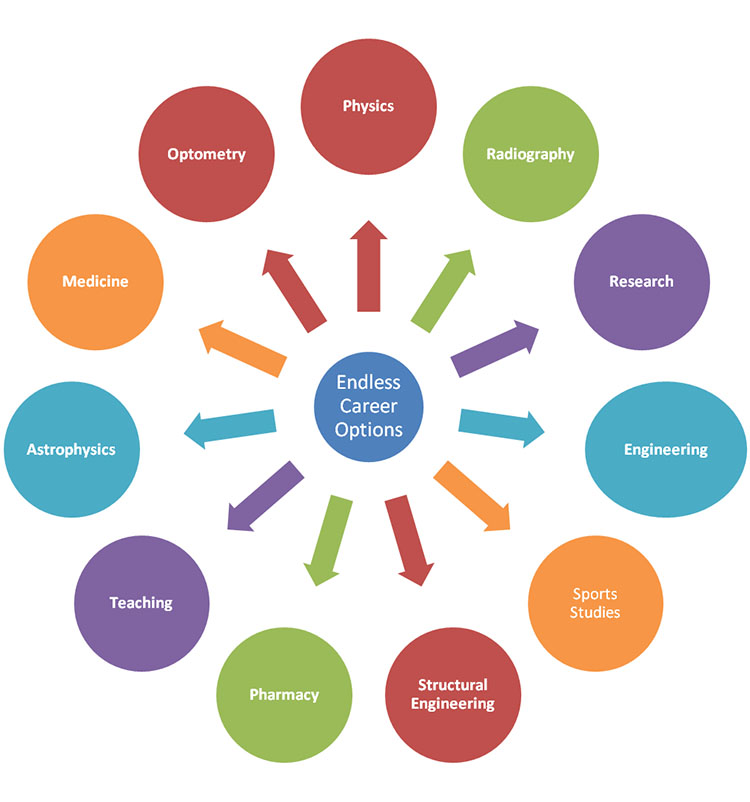 Physics
Optometry
Radiography
Medicine
Research
Endless
Career
Options
Astrophysics
Engineering
Teaching
Sports
Studies
Pharmacy
Structural
Engineering